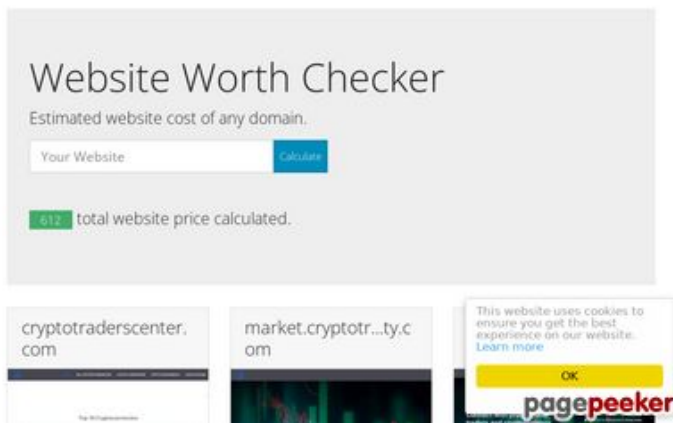 Website Worth Checker
Estimated website cost of any domain.
Your Website
Calculate
612 total website price calculated.
cryptotraderscenter.
com
market.cryptotr...ty.c
om
This website uses cookies to
ensure you get the best
experience on our website.
Learn more
OK
pagepeeker